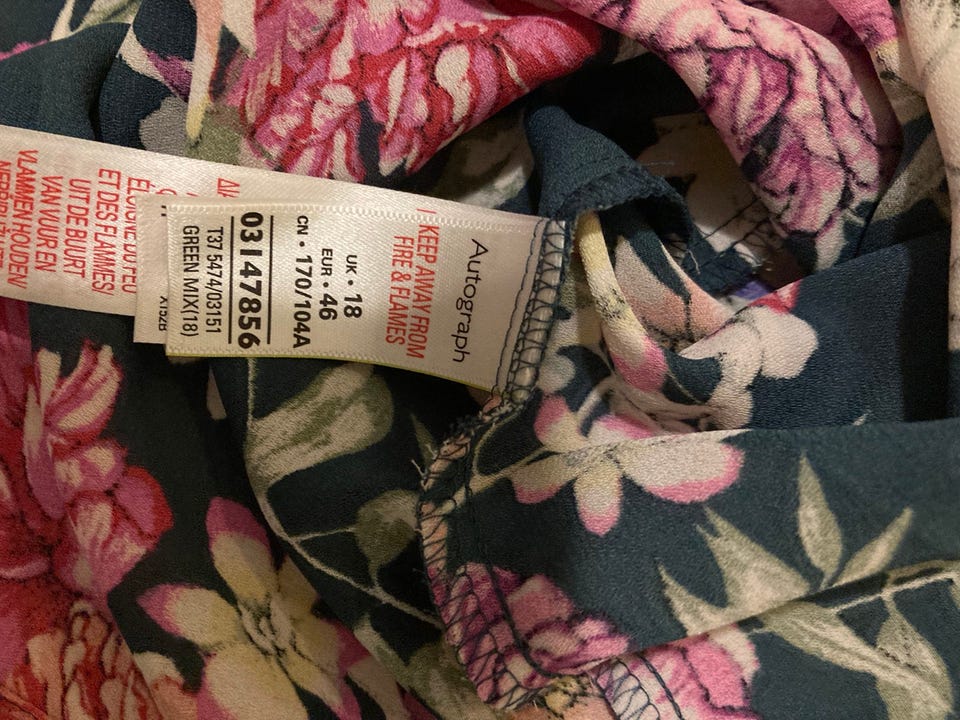 Autograph
KEEP AWAY FROM
FIRE & FLAMES
UK • 18
EUR • 46
CN • 170/104A
03147856
T37 5474/03151
GREEN MIX(18)
X1526
ET DES FLAMMES/
UIT DE BUURT
VAN VUUR EN
VLAMMEN HOUDEN/